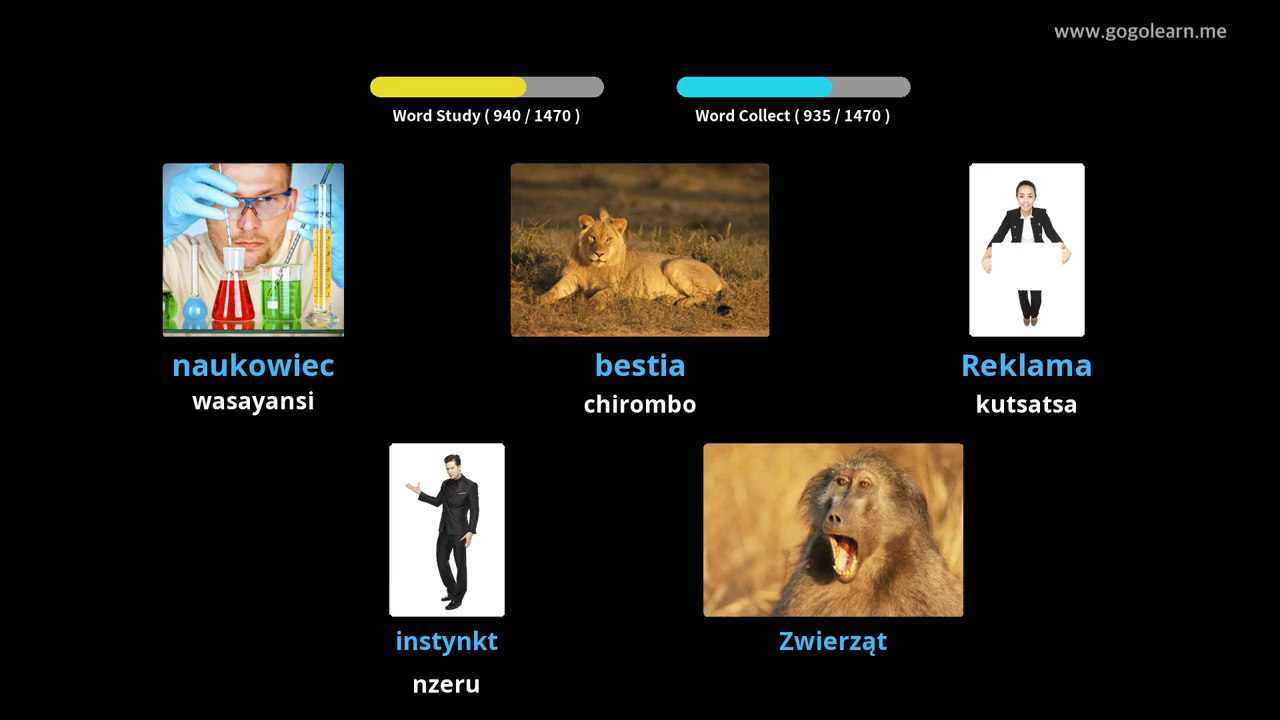 www.gogolearn.me
Word Study ( 940 / 1470 )
Word Collect ( 935 / 1470 )
naukowiec
wasayansi
bestia
chirombo
Reklama
kutsatsa
instynkt
nzeru
Zwierząt